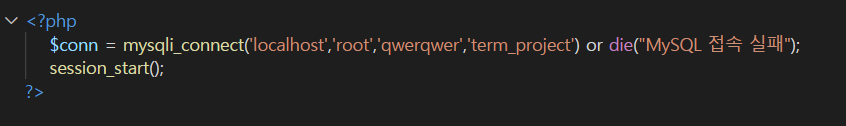 <?php
$conn = mysqli_connect('localhost','root','qwerqwer','term_project') or die("MySQL 접속 실패");
session_start();
?>